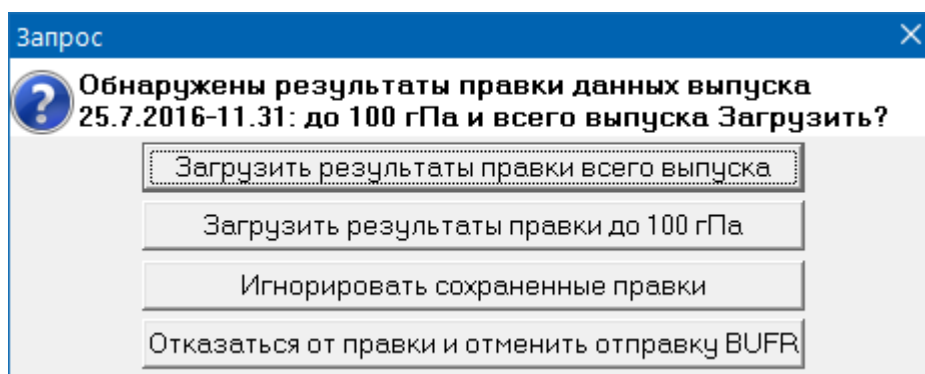 Запрос
Обнаружены результаты правки данных выпуска
25.7.2016-11.31: до 100 гПа и всего выпуска Загрузить?
Загрузить результаты правки всего выпуска
Загрузить результаты правки до 100 гПа
Игнорировать сохраненные правки
Отказаться от правки и отменить отправку BUFR